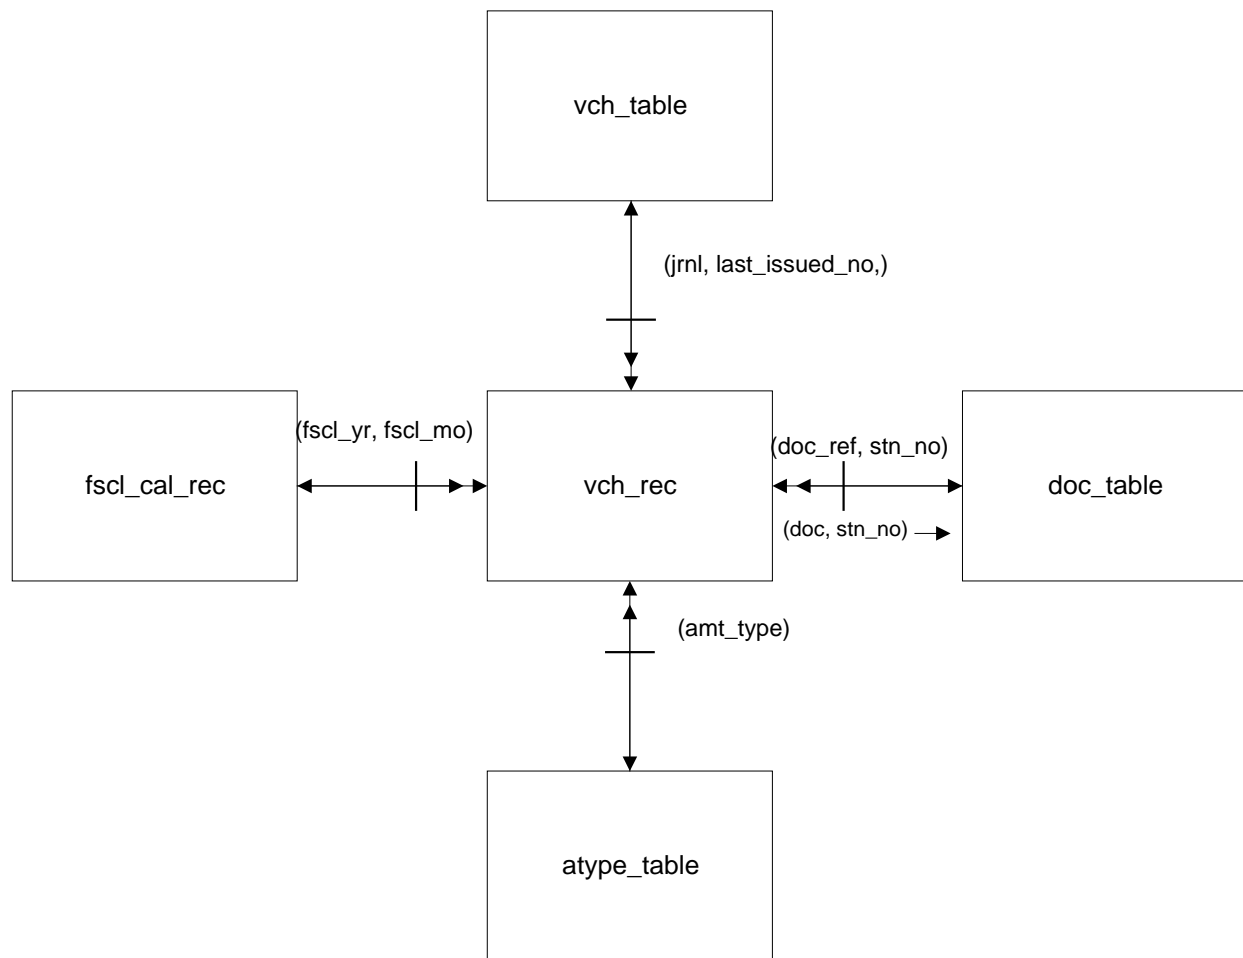 vch_table
(jrnl, last_issued_no,)
(fscl_yr, fscl_mo)
(doc_ref, stn_no)
fscl_cal_rec
vch_rec
doc_table
(doc, stn_no)
(amt_type)
atype_table